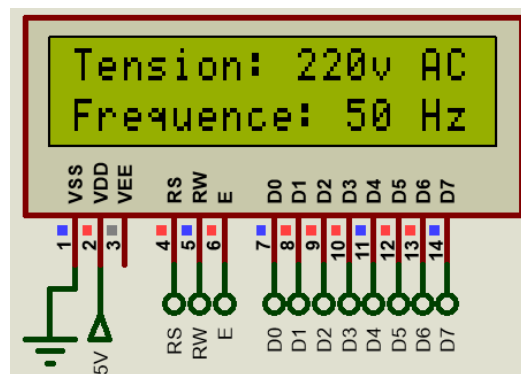 Tension: 220v AC
Frequence: 50 Hz
VSS VDD VEE RS RW E D0 D1 D2 D3 D4 D5 D6 D7
1 2 3 4 5 6 7 8 9 10 11 12 13 14
5V RS RW E D0 D1 D2 D3 D4 D5 D6 D7